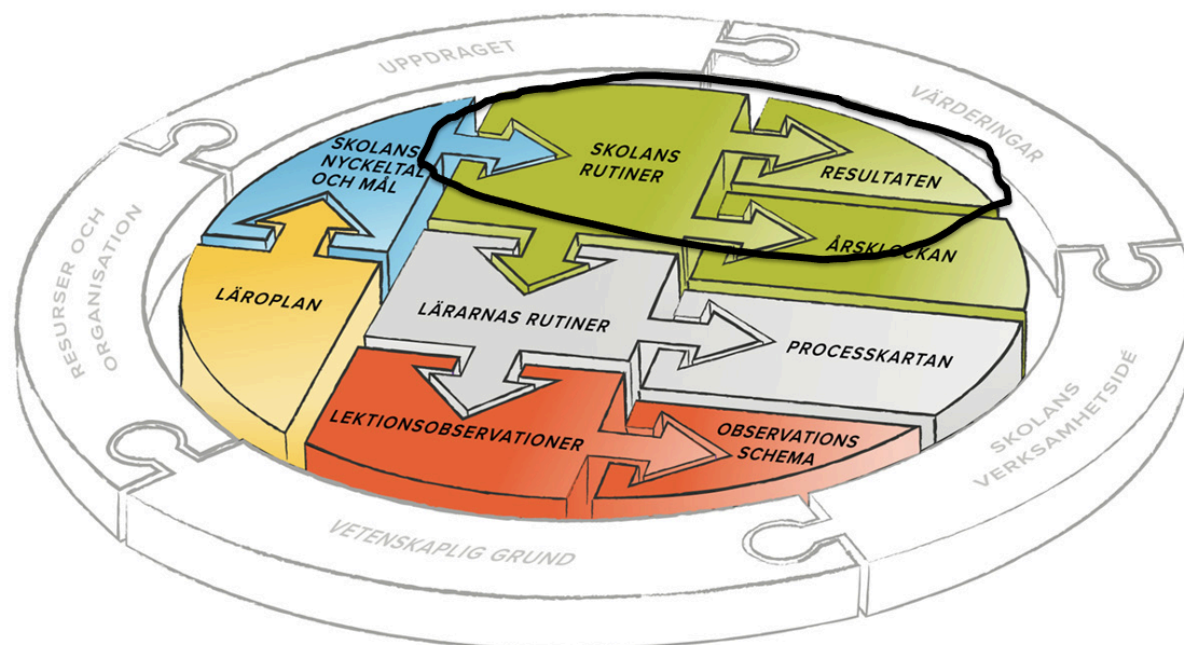 UPPDRAGET
VÄRDERINGAR
SKOLANS
NYCKELTAL
OCH MÅL
SKOLANS
RUTINER
RESULTATEN
ÅRSKLOCKAN
RESURSER OCH
ORGANISATION
LÄROPLAN
LÄRARNAS RUTINER
PROCESSKARTAN
LEKTIONSOBSERVATIONER
OBSERVATIONS
SCHEMA
SKOLANS
VERKSAMHETSIDÉ
VETENSKAPLIG GRUND